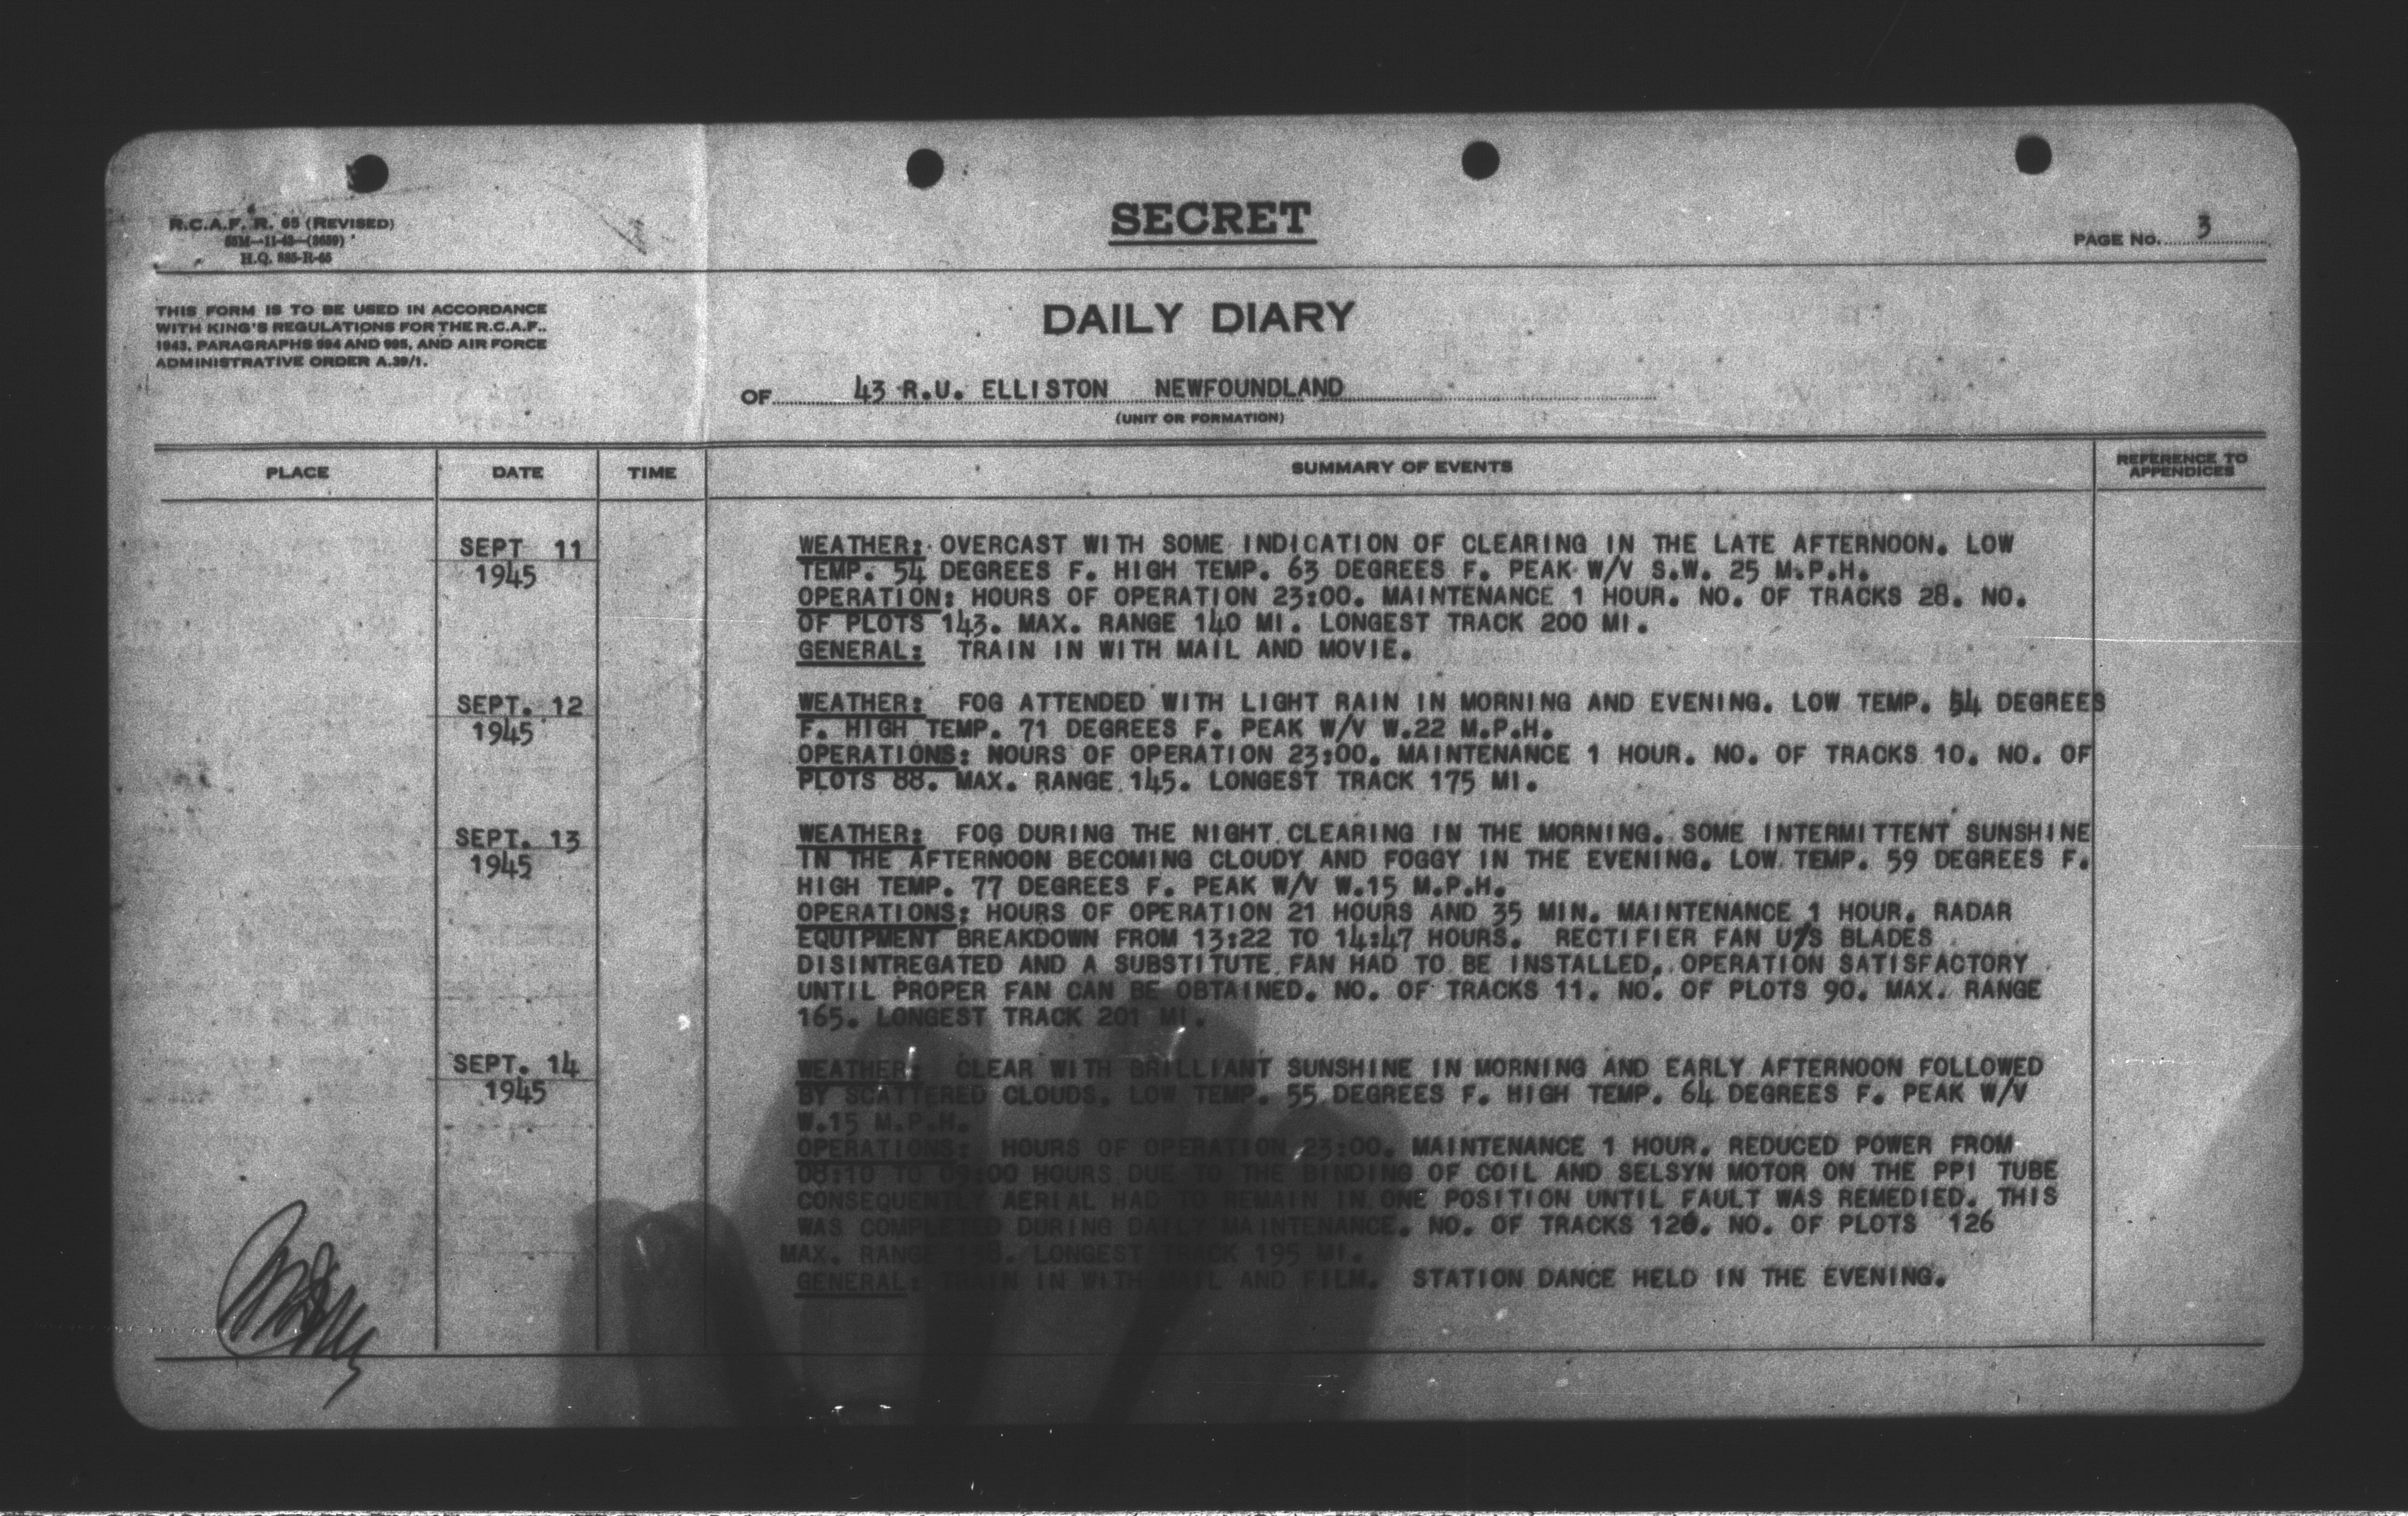 R.C.A.F. R. 65 (REVISED)
55M—11-43—(3659)
H.Q. 885-R-65
SECRET
PAGE NO. 3
THIS FORM IS TO BE USED IN ACCORDANCE
WITH KING'S REGULATIONS FOR THE R.C.A.F.,
1943, PARAGRAPHS 994 AND 995, AND AIR FORCE
ADMINISTRATIVE ORDER A.39/1.
DAILY DIARY
OF 43 R.U. ELLISTON NEWFOUNDLAND
(UNIT OR FORMATION)
PLACE DATE TIME SUMMARY OF EVENTS REFERENCE TO APPENDICES
SEPT 11
1945
WEATHER: OVERCAST WITH SOME INDICATION OF CLEARING IN THE LATE AFTERNOON. LOW
TEMP. 54 DEGREES F. HIGH TEMP. 63 DEGREES F. PEAK W/V S.W. 25 M.P.H.
OPERATION: HOURS OF OPERATION 23:00. MAINTENANCE 1 HOUR. NO. OF TRACKS 28. NO.
OF PLOTS 143. MAX. RANGE 140 MI. LONGEST TRACK 200 MI.
GENERAL: TRAIN IN WITH MAIL AND MOVIE.
SEPT. 12
1945
WEATHER: FOG ATTENDED WITH LIGHT RAIN IN MORNING AND EVENING. LOW TEMP. 54 DEGREES
F. HIGH TEMP. 71 DEGREES F. PEAK W/V W.22 M.P.H.
OPERATIONS: NOURS OF OPERATION 23:00. MAINTENANCE 1 HOUR. NO. OF TRACKS 10. NO. OF
PLOTS 88. MAX. RANGE 145. LONGEST TRACK 175 MI.
SEPT. 13
1945
WEATHER: FOG DURING THE NIGHT CLEARING IN THE MORNING. SOME INTERMITTENT SUNSHINE
IN THE AFTERNOON BECOMING CLOUDY AND FOGGY IN THE EVENING. LOW TEMP. 59 DEGREES F.
HIGH TEMP. 77 DEGREES F. PEAK W/V W.15 M.P.H.
OPERATIONS: HOURS OF OPERATION 21 HOURS AND 35 MIN. MAINTENANCE 1 HOUR. RADAR
EQUIPMENT BREAKDOWN FROM 13:22 TO 14:47 HOURS. RECTIFIER FAN U/S BLADES
DISINTREGATED AND A SUBSTITUTE FAN HAD TO BE INSTALLED. OPERATION SATISFACTORY
UNTIL PROPER FAN CAN BE OBTAINED. NO. OF TRACKS 11. NO. OF PLOTS 90. MAX. RANGE
165. LONGEST TRACK 201 MI.
SEPT. 14
1945
WEATHER: CLEAR WITH BRILLIANT SUNSHINE IN MORNING AND EARLY AFTERNOON FOLLOWED
BY SCATTERED CLOUDS. LOW TEMP. 55 DEGREES F. HIGH TEMP. 64 DEGREES F. PEAK W/V
W.15 M.P.H.
OPERATIONS: HOURS OF OPERATION 23:00. MAINTENANCE 1 HOUR. REDUCED POWER FROM
08:10 TO 09:00 HOURS DUE TO THE BINDING OF COIL AND SELSYN MOTOR ON THE PPI TUBE
CONSEQUENTLY AERIAL HAD TO REMAIN IN ONE POSITION UNTIL FAULT WAS REMEDIED. THIS
WAS COMPLETED DURING DAILY MAINTENANCE. NO. OF TRACKS NO. OF PLOTS 126
MAX. RANGE LONGEST TRACK 195 MI.
GENERAL: TRAIN IN WITH MAIL AND FILM. STATION DANCE HELD IN THE EVENING.